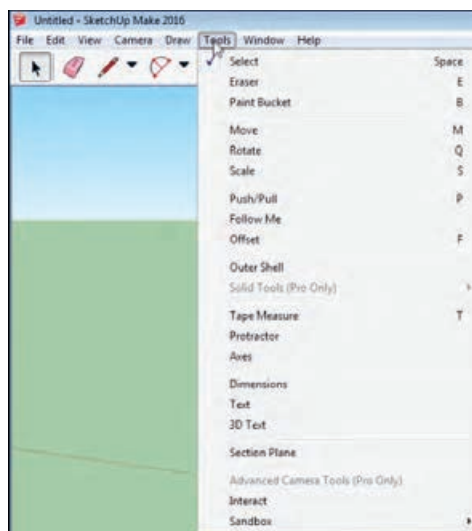 Untitled - SketchUp Make 2016
File Edit View Camera Draw Tools Window Help
Select Space
Eraser E
Paint Bucket B
Move M
Rotate Q
Scale S
Push/Pull P
Follow Me
Offset F
Outer Shell
Solid Tools (Pro Only)
Tape Measure T
Protractor
Axes
Dimensions
Text
3D Text
Section Plane
Advanced Camera Tools (Pro Only)
Interact
Sandbox